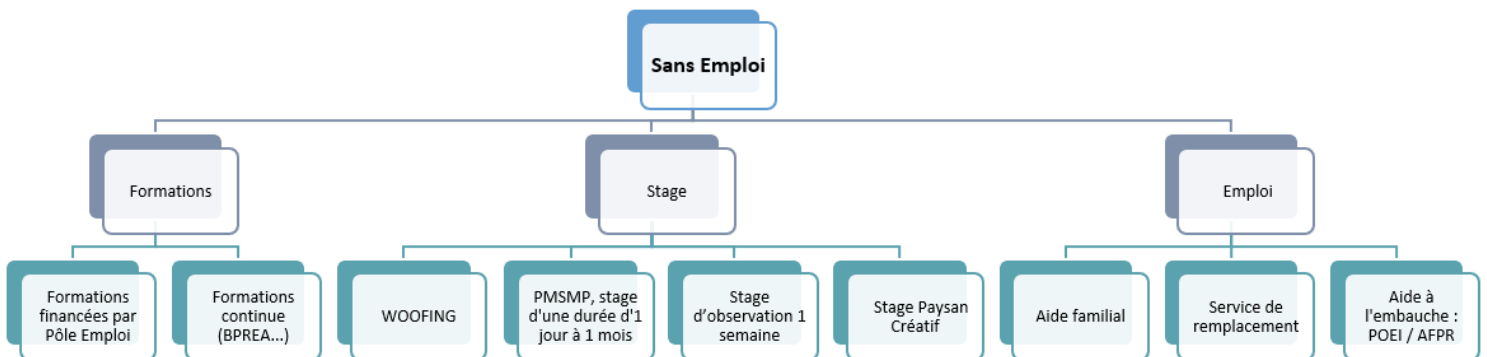 Sans Emploi
Formations
Stage
Emploi
Formations
financées par
Pôle Emploi
Formations
continue
(BPREA...)
WOOFING
PMSMP, stage
d'une durée d'1
jour à 1 mois
Stage
d’observation 1
semaine
Stage Paysan
Créatif
Aide familial
Service de
remplacement
Aide à
l'embauche :
POEI / AFPR